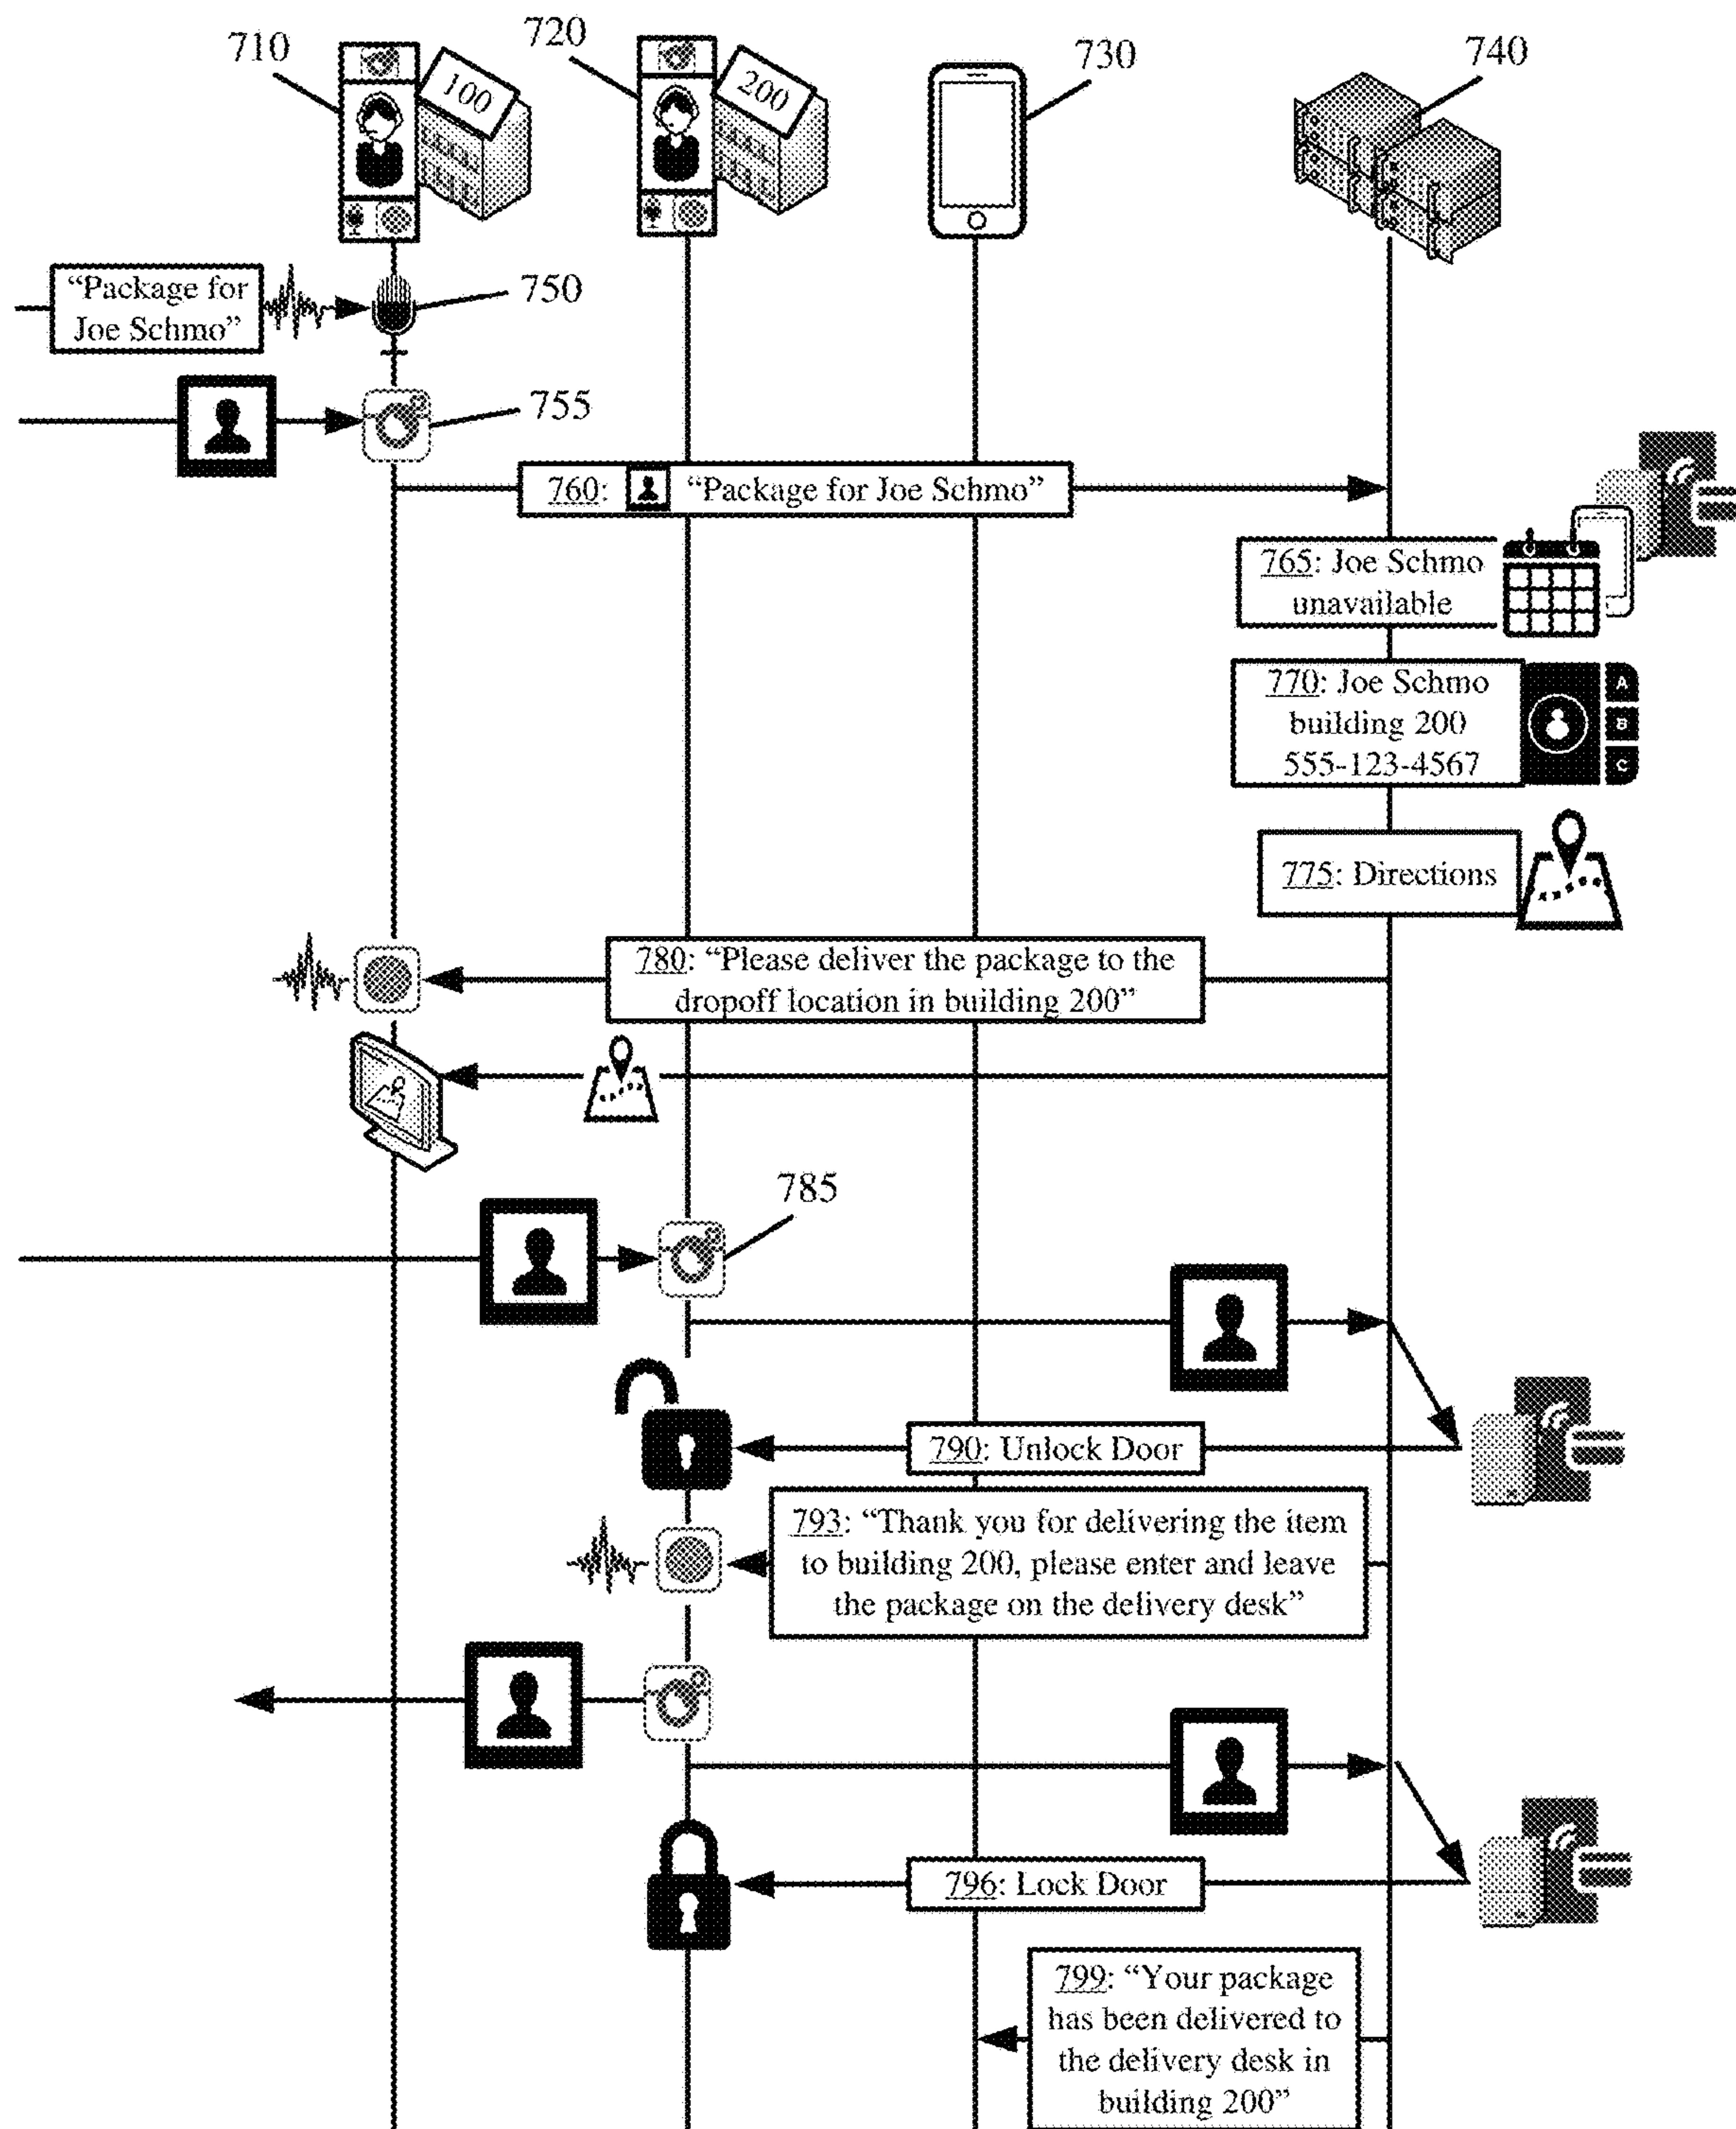 710
720
730
740
100
200
“Package for
Joe Schmo”
750
755
760: “Package for Joe Schmo”
765: Joe Schmo
unavailable
770: Joe Schmo
building 200
555-123-4567
A
B
C
775: Directions
780: “Please deliver the package to the
dropoff location in building 200”
785
790: Unlock Door
793: “Thank you for delivering the item
to building 200, please enter and leave
the package on the delivery desk”
796: Lock Door
799: “Your package
has been delivered to
the delivery desk in
building 200”